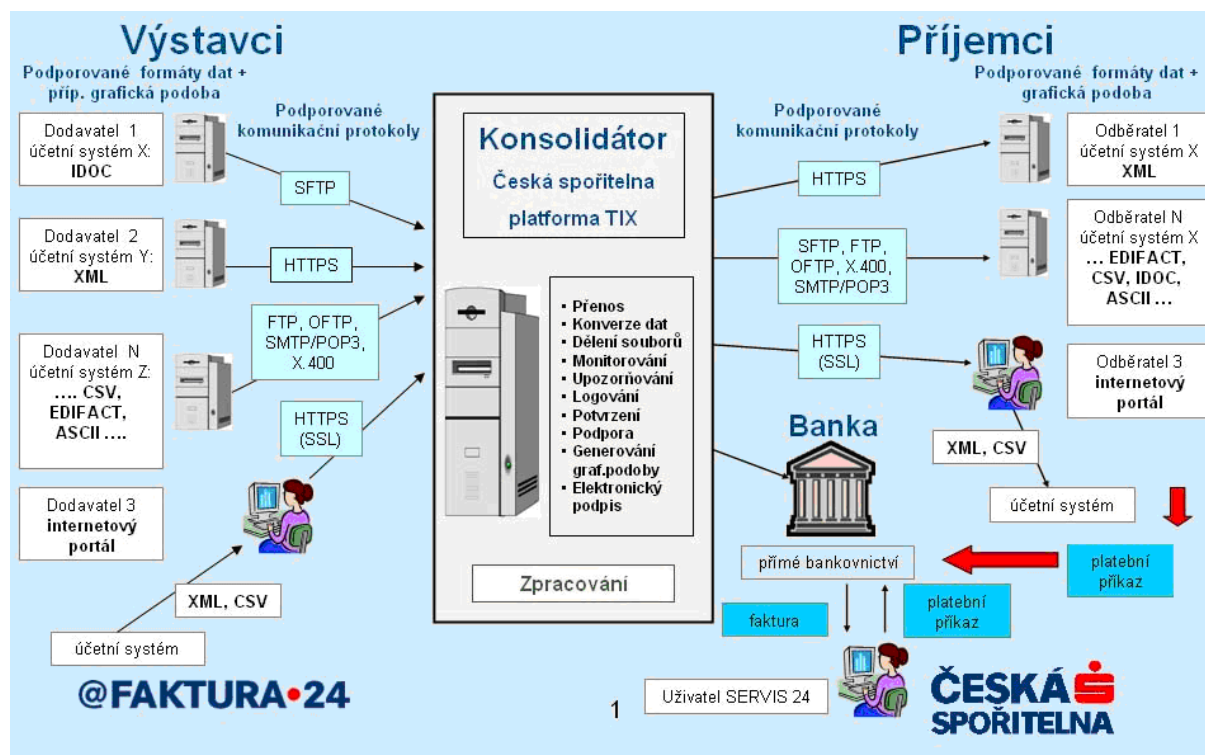 Výstavci
Podporované formáty dat +
příp. grafická podoba
Dodavatel 1
účetní systém X:
IDOC
Dodavatel 2
účetní systém Y:
XML
Dodavatel N
účetní systém Z:
.... CSV,
EDIFACT,
ASCII ....
Dodavatel 3
internetový
portál
Podporované
komunikační protokoly
SFTP
HTTPS
FTP, OFTP,
SMTP/POP3,
X.400
HTTPS
(SSL)
XML, CSV
účetní systém
@FAKTURA•24
Konsolidátor
Česká spořitelna
platforma TIX
▪ Přenos
▪ Konverze dat
▪ Dělení souborů
▪ Monitorování
▪ Upozorňování
▪ Logování
▪ Potvrzení
▪ Podpora
▪ Generování
graf.podoby
▪ Elektronický
podpis
Zpracování
Příjemci
Podporované formáty dat +
grafická podoba
Podporované
komunikační protokoly
HTTPS
SFTP, FTP,
OFTP, X.400,
SMTP/POP3
HTTPS
(SSL)
Odběratel 1
účetní systém X
XML
Odběratel N
účetní systém X
... EDIFACT,
CSV, IDOC,
ASCII ...
Odběratel 3
internetový
portál
XML, CSV
účetní systém
Banka
přímé bankovnictví
platební
příkaz
faktura
platební
příkaz
Uživatel SERVIS 24
1
ČESKÁ
SPOŘITELNA